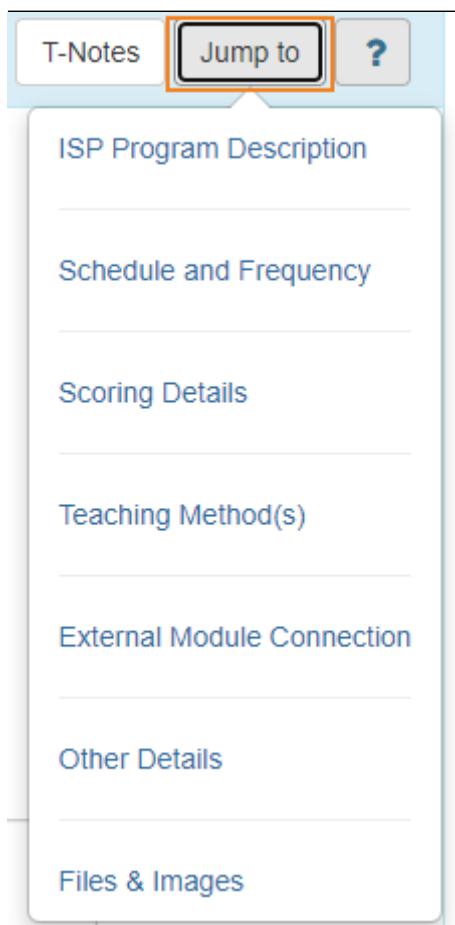 T-Notes Jump to ?
ISP Program Description
Schedule and Frequency
Scoring Details
Teaching Method(s)
External Module Connection
Other Details
Files & Images